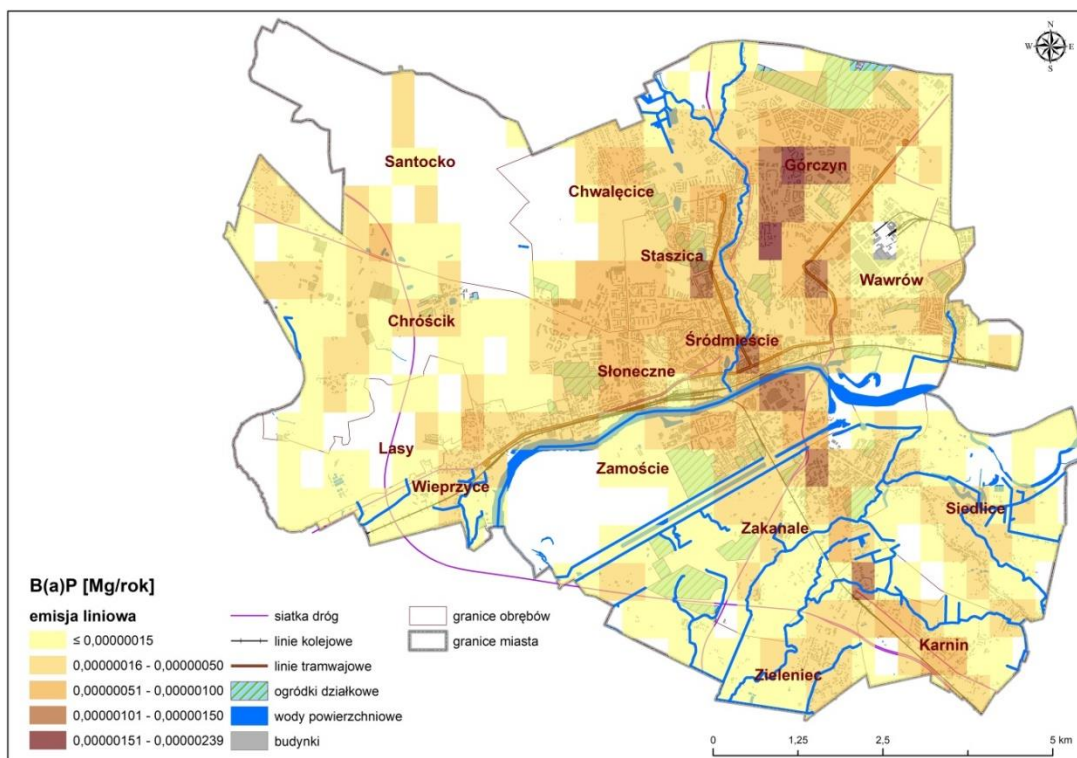 N
W E
S
Santocko
Górczyn
Chwalęcice
Staszica
Wawrów
Chróścik
Śródmieście
Słoneczne
Lasy
Zamoście
Wieprzyce
Siedlice
Zakanale
Karnin
Zieleniec
B(a)P [Mg/rok]
emisja liniowa
≤ 0,00000015
0,00000016 - 0,00000050
0,00000051 - 0,00000100
0,00000101 - 0,00000150
0,00000151 - 0,00000239
siatka dróg
linie kolejowe
linie tramwajowe
ogródki działkowe
wody powierzchniowe
budynki
granice obrębów
granice miasta
0 1,25 2,5 5 km